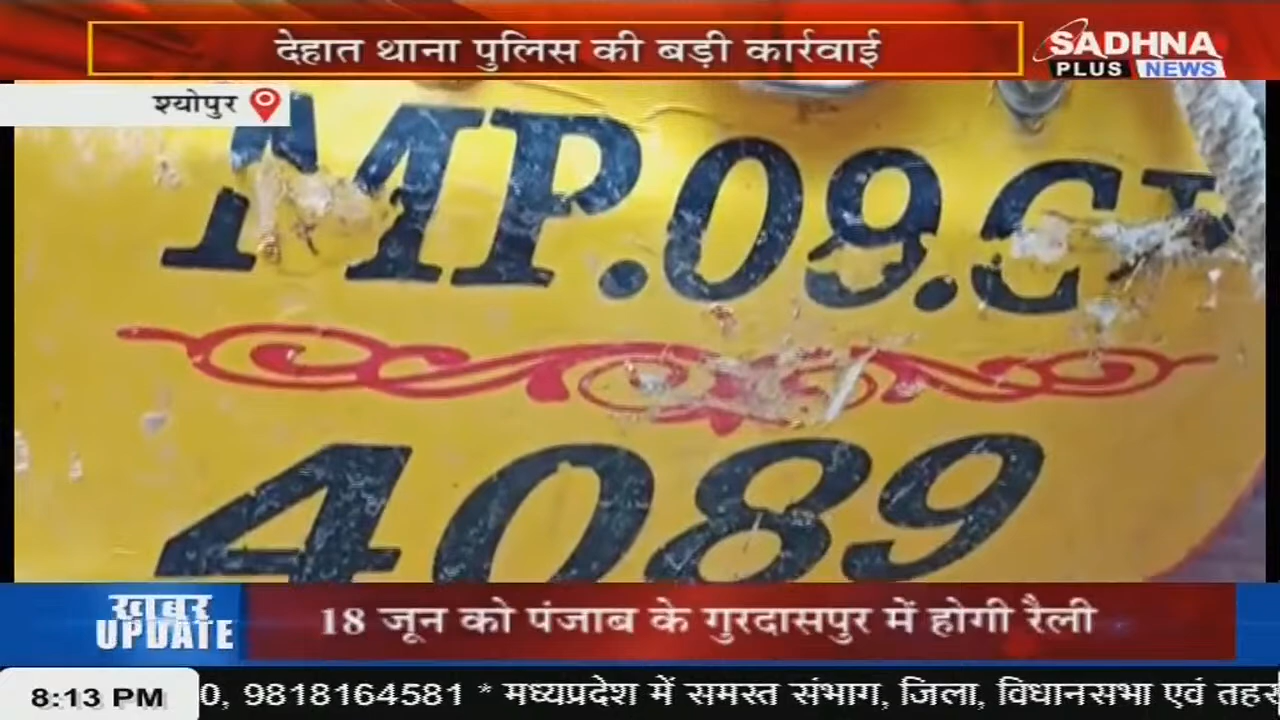 देहात थाना पुलिस की बड़ी कार्रवाई
SADHNA
PLUS NEWS
श्योपुर
MP.09.G
4089
खबर
UPDATE
18 जून को पंजाब के गुरदासपुर में होगी रैली
8:13 PM
0, 9818164581 * मध्यप्रदेश में समस्त संभाग, जिला, विधानसभा एवं